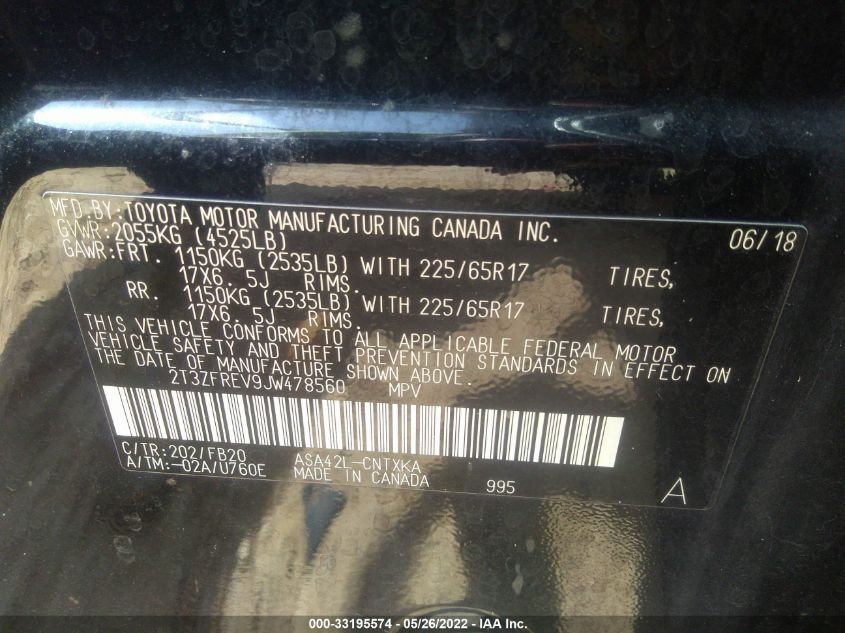 MFD.BY:TOYOTA MOTOR MANUFACTURING CANADA INC. 06/18
GVWR:2055KG (4525LB)
GAWR:FRT. 1150KG (2535LB) WITH 225/65R17 TIRES,
17X6.5J RIMS.
RR. 1150KG (2535LB) WITH 225/65R17 TIRES,
17X6.5J RIMS.
THIS VEHICLE CONFORMS TO ALL APPLICABLE FEDERAL MOTOR
VEHICLE SAFETY AND THEFT PREVENTION STANDARDS IN EFFECT ON
THE DATE OF MANUFACTURE SHOWN ABOVE.
2T3ZFREV9JW478560 MPV
C/TR:202/FB20 ASA42L-CNTXKA
A/TM:-02A/U760E MADE IN CANADA 995 A
000-33195574 - 05/26/2022 - IAA Inc.